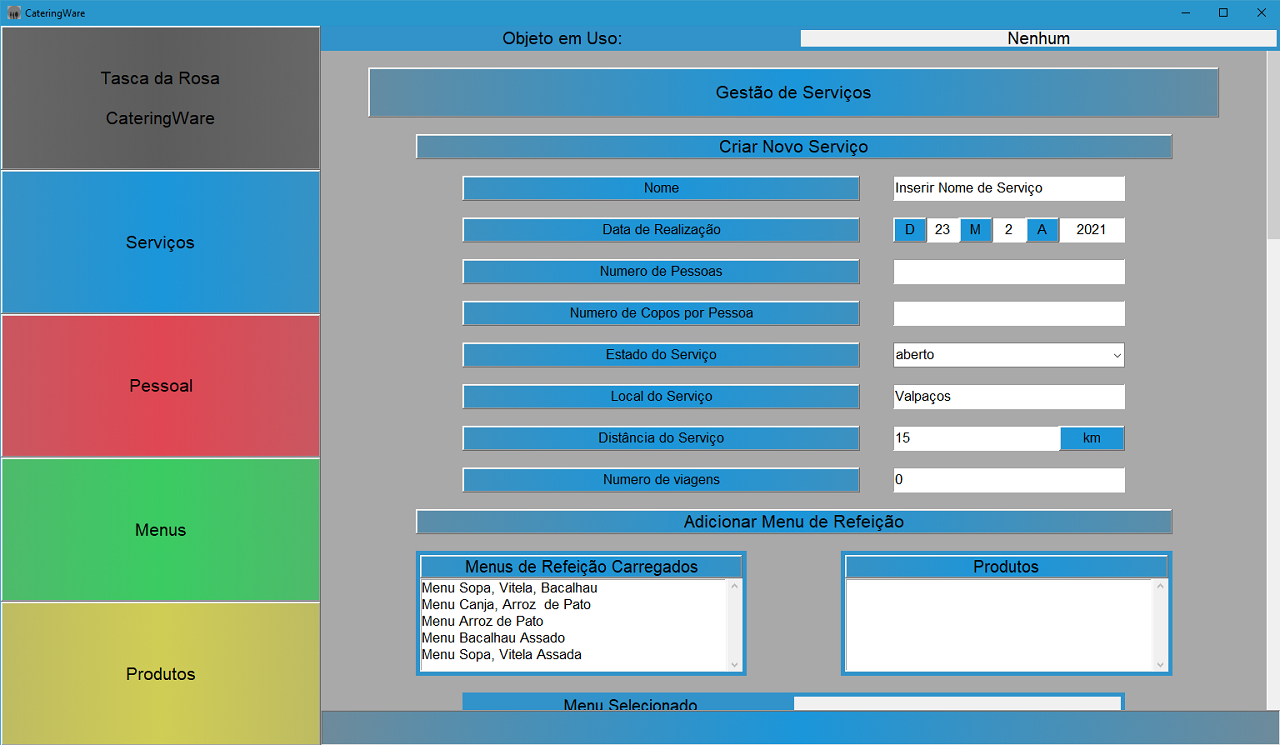 CateringWare
Objeto em Uso: Nenhum
Tasca da Rosa
CateringWare
Serviços
Pessoal
Menus
Produtos
Gestão de Serviços
Criar Novo Serviço
Nome Inserir Nome de Serviço
Data de Realização D 23 M 2 A 2021
Numero de Pessoas
Numero de Copos por Pessoa
Estado do Serviço aberto
Local do Serviço Valpaços
Distância do Serviço 15 km
Numero de viagens 0
Adicionar Menu de Refeição
Menus de Refeição Carregados
Menu Sopa, Vitela, Bacalhau
Menu Canja, Arroz  de Pato
Menu Arroz de Pato
Menu Bacalhau Assado
Menu Sopa, Vitela Assada
Produtos
Menu Selecionado